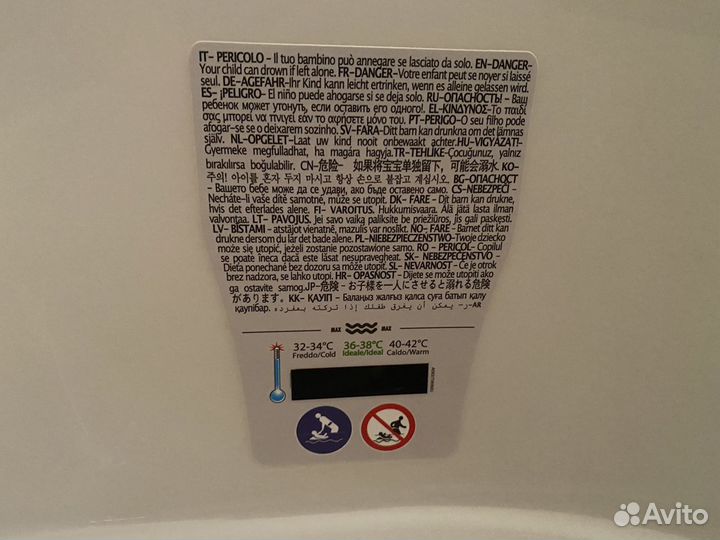 IT- PERICOLO - Il tuo bambino può annegare se lasciato da solo. EN-DANGER-
Your child can drown if left alone. FR-DANGER-Votre enfant peut se noyer si laissé
seul. DE-AGEFAHR-Ihr Kind kann leicht ertrinken, wenn es alleine gelassen wird.
ES- ¡PELIGRO- El niño puede ahogarse si se deja solo. RU-ОПАСНОСТЬ! - Ваш
ребенок может утонуть, если оставить его одного!. EL-ΚΙΝΔΥΝΟΣ-Το παιδί
σας μπορεί να πνιγεί εάν το αφήσετε μόνο του. PT-PERIGO-O seu filho pode
afogar-se se o deixarem sozinho. SV-FARA-Ditt barn kan drunkna om det lämnas
själv. NL-OPGELET-Laat uw kind nooit onbewaakt achter.HU-VIGYÁZAT!-
Gyermeke megfulladhat, ha magára hagyja.TR-TEHLIKE-Çocuğunuz, yalnız
bırakılırsa boğulabilir. CN-危险- 如果将宝宝单独留下, 可能会溺水. KO-
주의! 아이를 혼자 두지 마시고 항상 손으로 붙잡고 계십시오. BG-ОПАСНОСТ
- Вашето бебе може да се удави, ако бъде оставено само. CS-NEBEZPEČÍ -
Necháte-li vaše dítě samotné, může se utopit. DK- FARE - Dit barn kan drukne,
hvis det efterlades alene. FI- VAROITUS. Hukkumisvaara. Älä jätä lasta ilman
valvontaa. LT- PAVOJUS. Jei savo vaiką paliksite be priežiūros, jis gali paskęsti.
LV- BĪSTAMI - atstājot vienatnē, mazulis var noslīkt. NO- FARE - Barnet ditt kan
drukne dersom du lår det bade alene. PL-NIEBEZPIECZEŃSTWO-Twoje dziecko
może się utopić, jeżeli zostanie pozostawione samo. RO - PERICOL- Copilul
se poate îneca dacă este lăsat nesupravegheat. SK- NEBEZPEČENSTVO -
Dieťa ponechané bez dozoru sa môže utopiť. SL- NEVARNOST - Če je otrok
brez nadzora, se lahko utopi. HR- OPASNOST - Dijete se može utopiti ako
ga ostavite samog.JP-危険 - お子様を一人にさせると溺れる危険
があります。KK- ҚАУІП - Балаңыз жалғыз қалса суға батып қалу
қаупібар. AR-ر- يمكن أن يغرق طفلك إذا تركته بمفرده.
MAX MAX
32-34°C 36-38°C 40-42°C
Freddo/Cold Ideale/Ideal Caldo/Warm
Avito